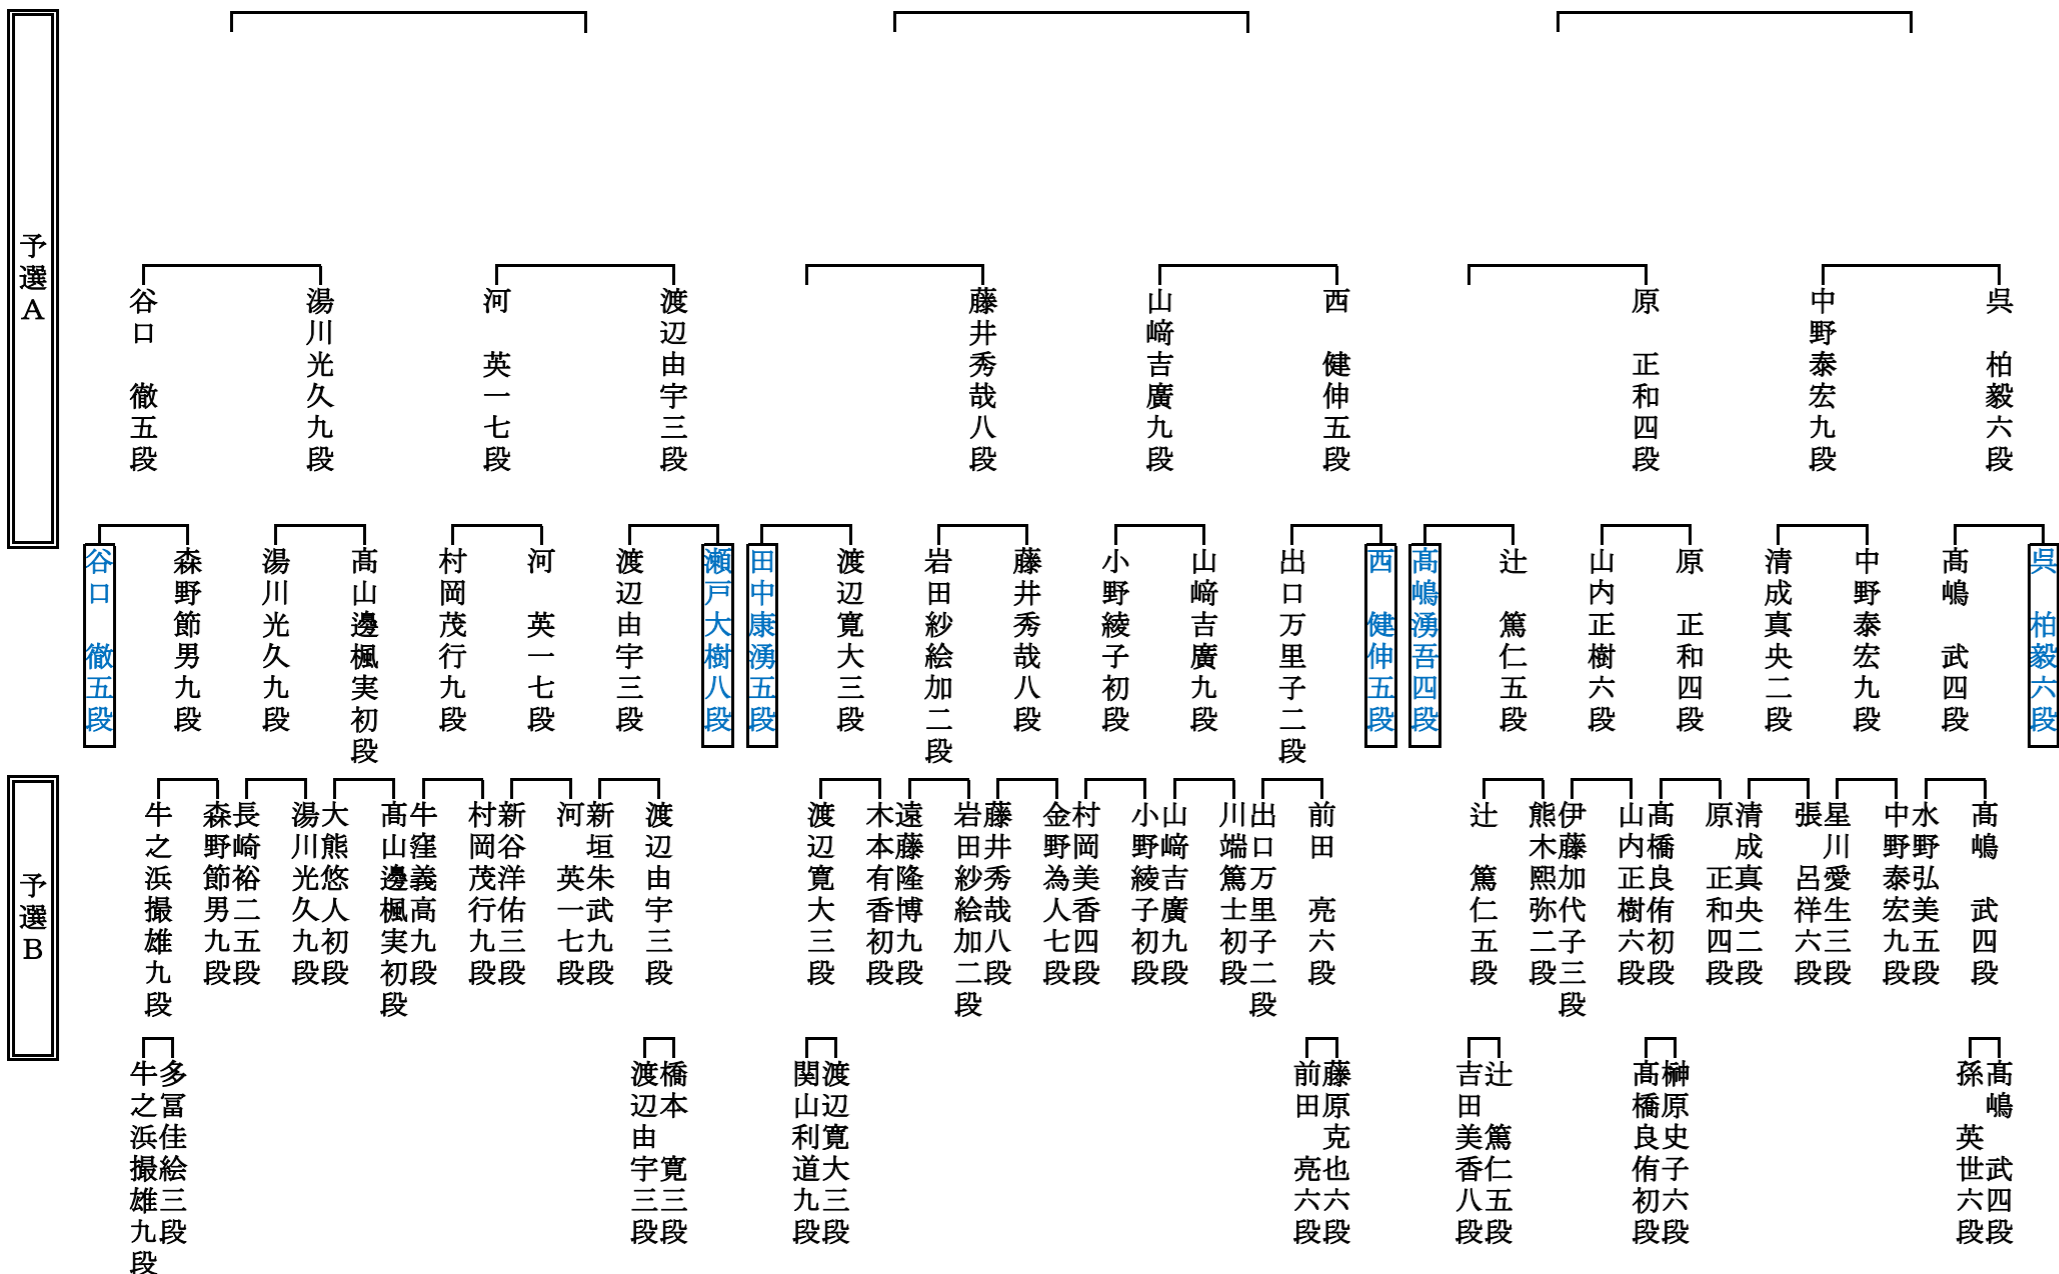 予選A
谷口 徹五段
湯川光久九段
河 英一七段
渡辺由宇三段
藤井秀哉八段
山﨑吉廣九段
西 健伸五段
原 正和四段
中野泰宏九段
呉 柏毅六段
谷口 徹五段
森野節男九段
湯川光久九段
髙山邊楓実初段
村岡茂行九段
河 英一七段
渡辺由宇三段
瀬戸大樹八段
田中康湧五段
渡辺寛大三段
岩田紗絵加二段
藤井秀哉八段
小野綾子初段
山﨑吉廣九段
出口万里子二段
西 健伸五段
髙嶋湧吾四段
辻 篤仁五段
山内正樹六段
原 正和四段
清成真央二段
中野泰宏九段
髙嶋 武四段
呉 柏毅六段
予選B
牛之浜撮雄九段
森野節男九段
長崎裕二五段
湯川光久九段
大熊悠人初段
髙山邊楓実初段
牛窪義高九段
村岡茂行九段
新谷洋佑三段
河 英一七段
新垣朱武九段
渡辺由宇三段
渡辺寛大三段
木本有香初段
遠藤隆博九段
岩田紗絵加二段
藤井秀哉八段
金野為人七段
村岡美香四段
小野綾子初段
山﨑吉廣九段
川端篤士初段
出口万里子二段
前田 亮六段
辻 篤仁五段
熊木熙弥二段
伊藤加代子三段
山内正樹六段
髙橋良侑初段
原 正和四段
清成真央二段
張 呂祥六段
星川愛生三段
中野泰宏九段
水野弘美五段
髙嶋 武四段
牛之浜撮雄九段
多冨佳絵三段
渡辺由宇三段
橋本 寛三段
関山利道九段
渡辺寛大三段
前田 亮六段
藤原克也六段
吉田美香八段
辻 篤仁五段
髙橋良侑初段
榊原史子六段
孫 英世六段
髙嶋 武四段